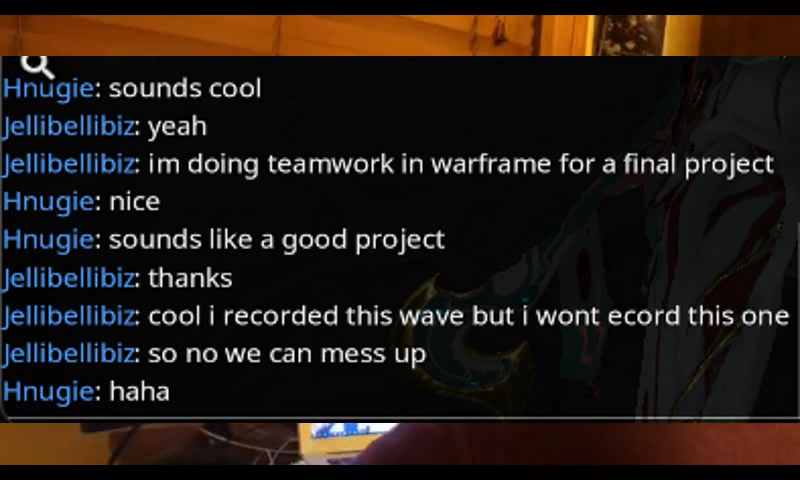 Hnugie: sounds cool
Jellibellibiz: yeah
Jellibellibiz: im doing teamwork in warframe for a final project
Hnugie: nice
Hnugie: sounds like a good project
Jellibellibiz: thanks
Jellibellibiz: cool i recorded this wave but i wont ecord this one
Jellibellibiz: so no we can mess up
Hnugie: haha